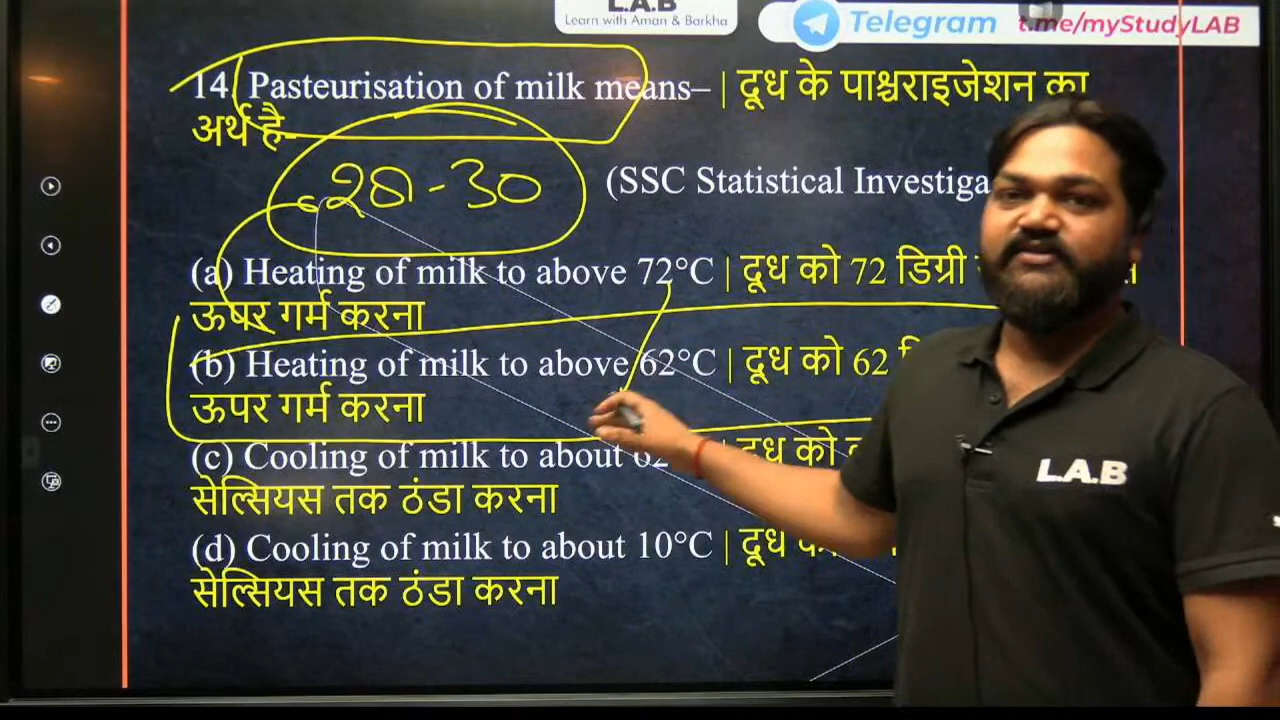 L.A.B
Learn with Aman & Barkha
Telegram t.me/myStudyLAB
14. Pasteurisation of milk means– | दूध के पाश्चराइजेशन का
अर्थ है–
28-30
(SSC Statistical Investiga
(a) Heating of milk to above 72°C | दूध को 72 डिग्री
ऊपर गर्म करना
(b) Heating of milk to above 62°C | दूध को 62
ऊपर गर्म करना
(c) Cooling of milk to about 62 | दूध को
सेल्सियस तक ठंडा करना
(d) Cooling of milk to about 10°C | दूध
सेल्सियस तक ठंडा करना
L.A.B